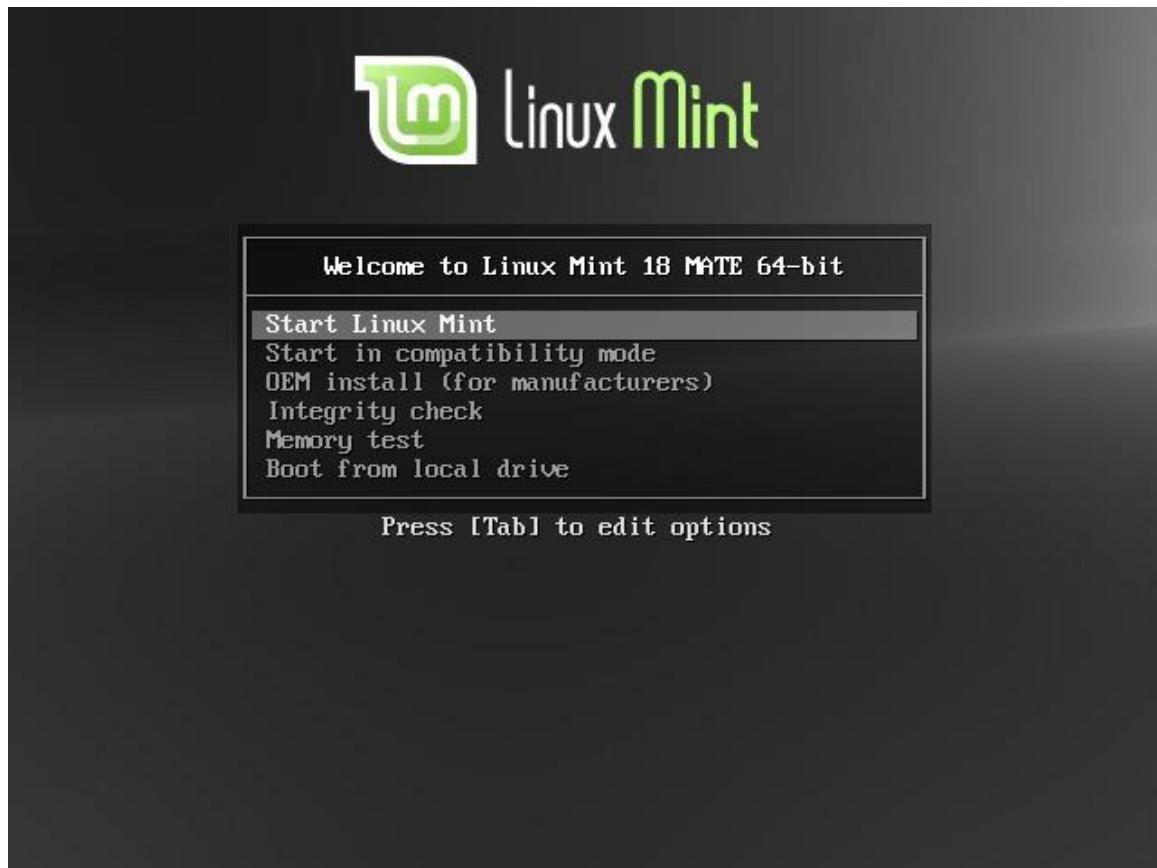 lm Linux Mint
Welcome to Linux Mint 18 MATE 64-bit
Start Linux Mint
Start in compatibility mode
OEM install (for manufacturers)
Integrity check
Memory test
Boot from local drive
Press [Tab] to edit options